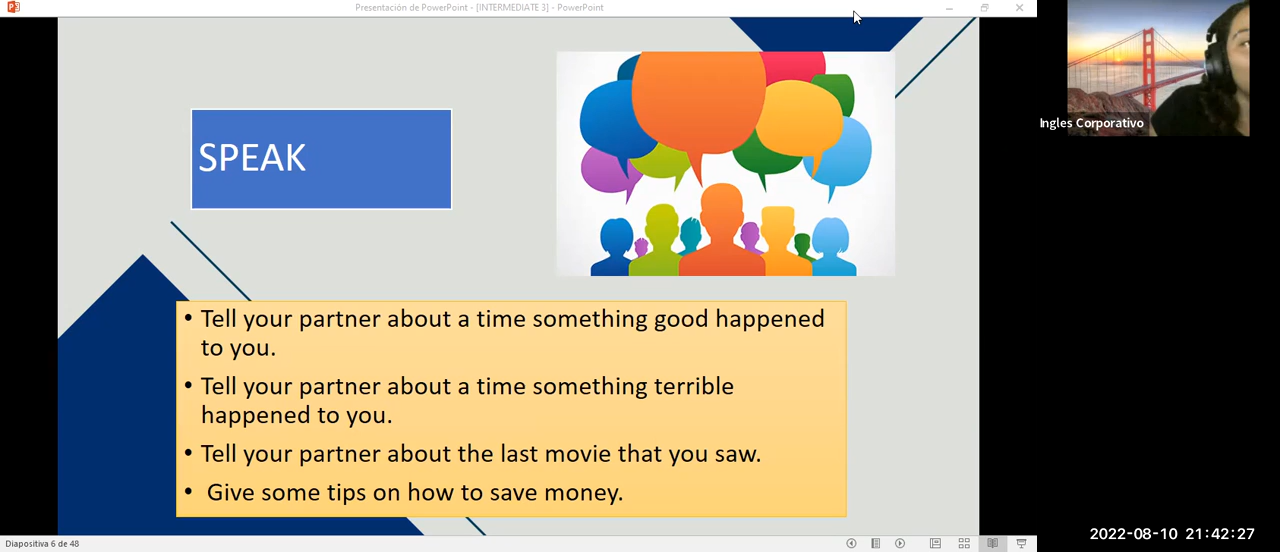 Presentación de PowerPoint - [INTERMEDIATE 3] - PowerPoint
SPEAK
Ingles Corporativo
• Tell your partner about a time something good happened
to you.
• Tell your partner about a time something terrible
happened to you.
• Tell your partner about the last movie that you saw.
• Give some tips on how to save money.
Diapositiva 6 de 48
2022-08-10 21:42:27